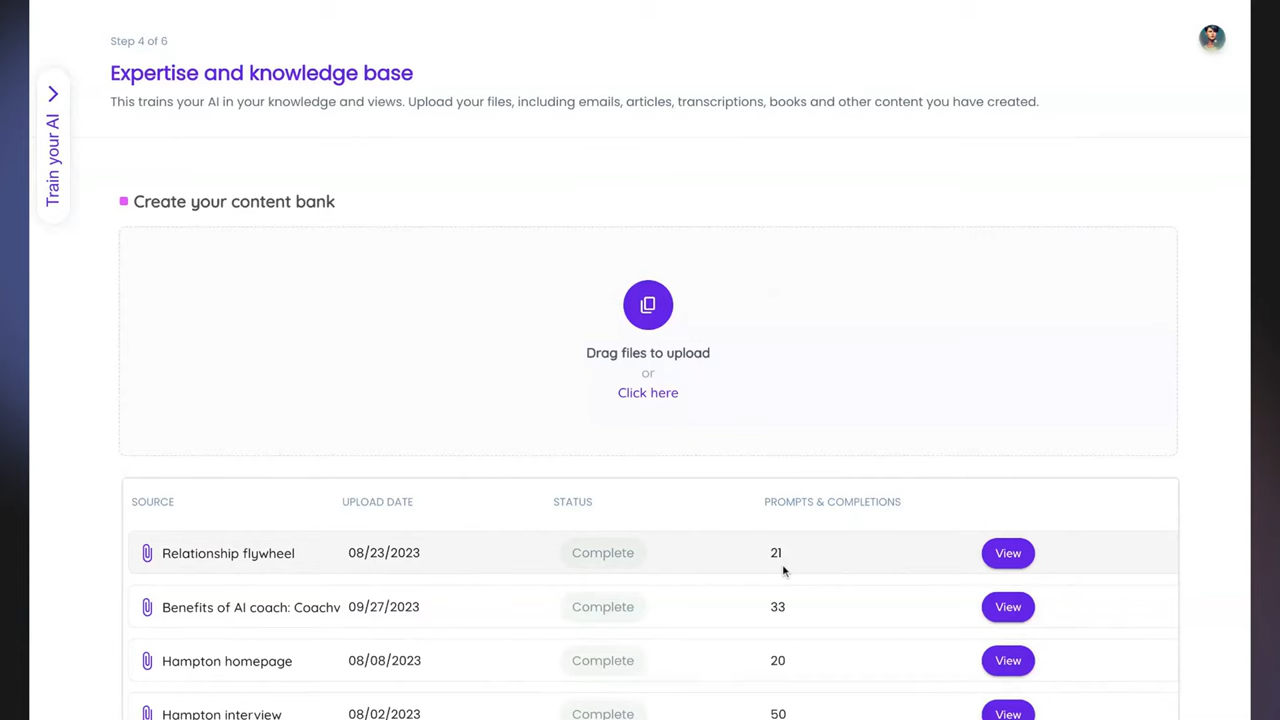 Step 4 of 6
Expertise and knowledge base
This trains your AI in your knowledge and views. Upload your files, including emails, articles, transcriptions, books and other content you have created.
Train your AI
Create your content bank
Drag files to upload
or
Click here
SOURCE UPLOAD DATE STATUS PROMPTS & COMPLETIONS
Relationship flywheel 08/23/2023 Complete 21 View
Benefits of AI coach: Coachv 09/27/2023 Complete 33 View
Hampton homepage 08/08/2023 Complete 20 View
Hampton interview 08/02/2023 Complete 50 View